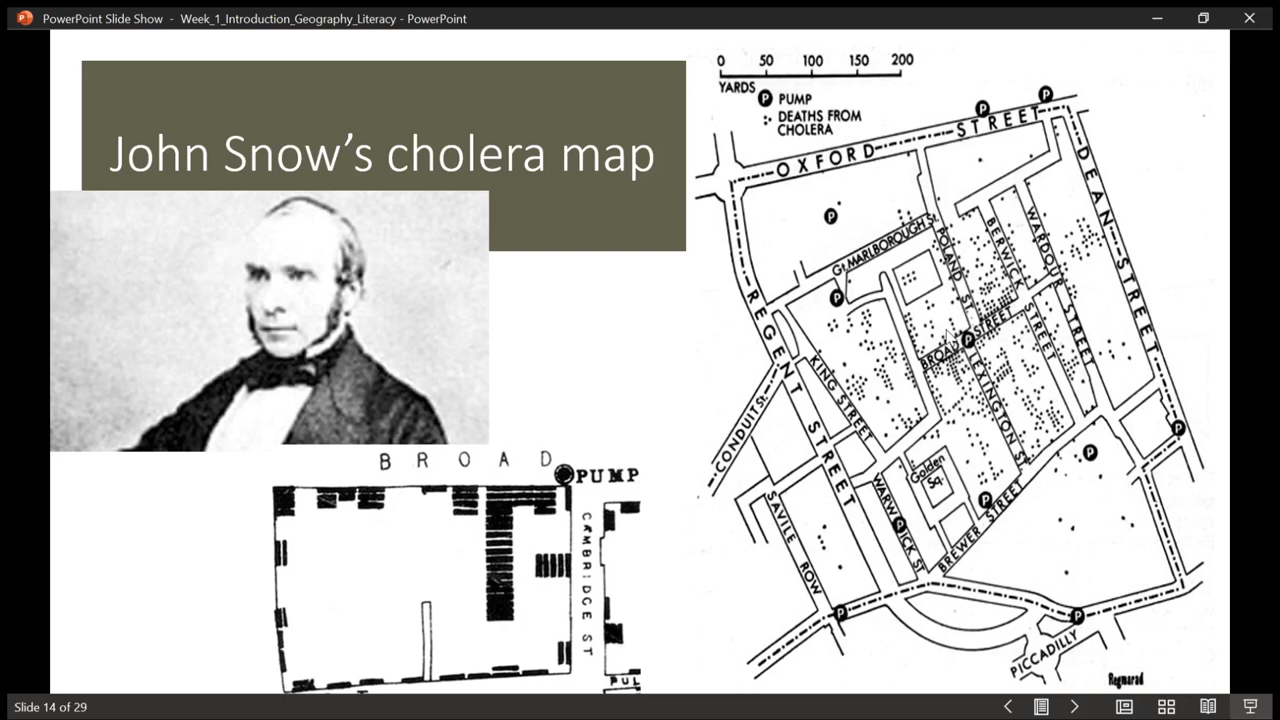 PowerPoint Slide Show - Week_1_Introduction_Geography_Literacy - PowerPoint
John Snow's cholera map
0 50 100 150 200
YARDS
P PUMP
DEATHS FROM
CHOLERA
OXFORD STREET
DEAN STREET
REGENT STREET
Gt. MARLBOROUGH St.
POLAND ST.
BERWICK STREET
WARDOUR STREET
BROAD STREET
LEXINGTON ST.
KING STREET
CONDUIT St.
Golden
Sq.
WARWICK ST.
BREWER STREET
SAVILE ROW
PICCADILLY
P
P
P
P
P
P
P
P
P
P
P
BROAD
PUMP
CAMBRIDGE ST
PUL
Slide 14 of 29